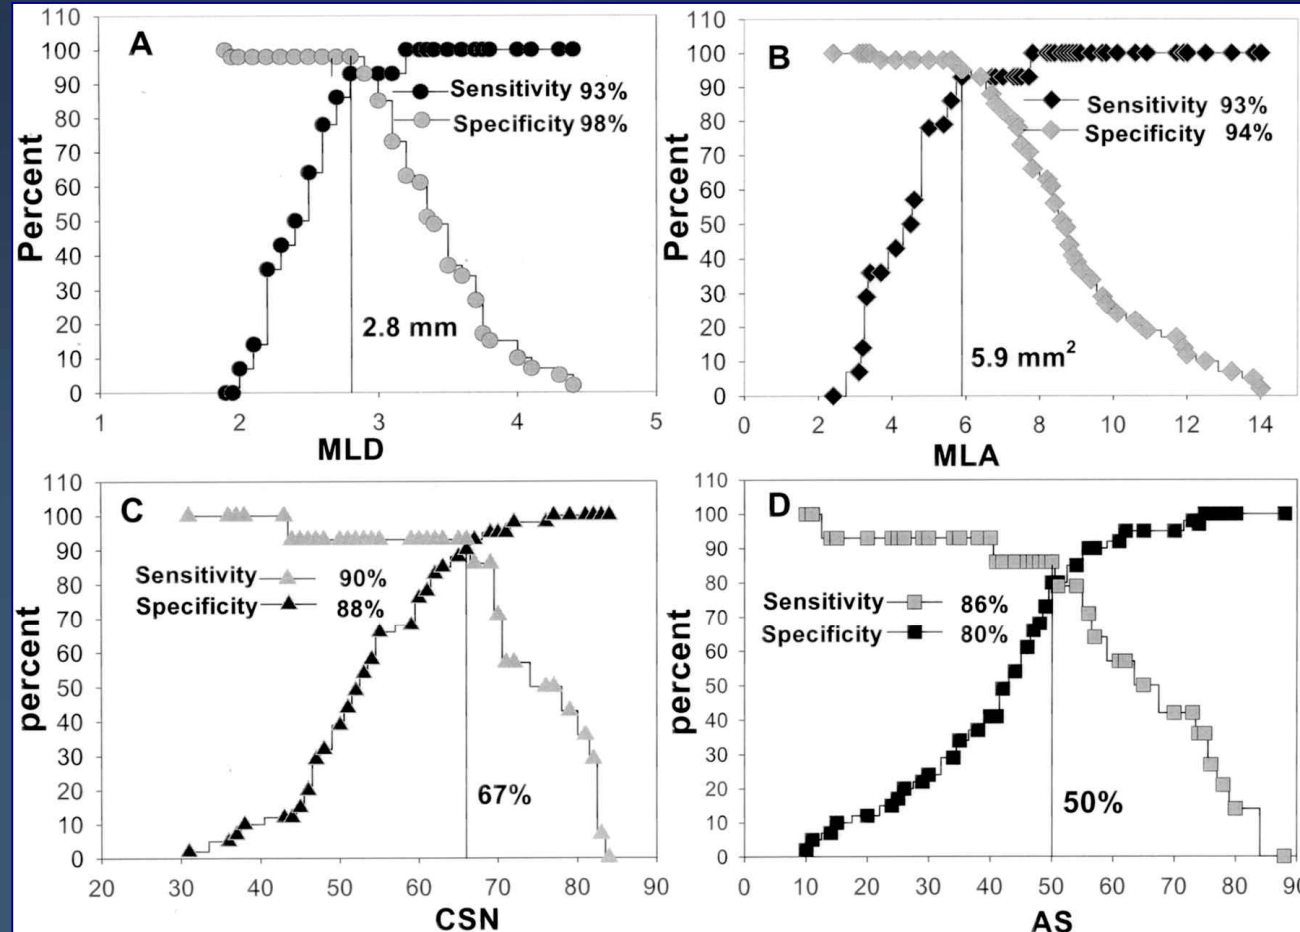 A
Percent
110
100
90
80
70
60
50
40
30
20
10
0
Sensitivity 93%
Specificity 98%
2.8 mm
1 2 3 4 5
MLD
B
Percent
110
100
90
80
70
60
50
40
30
20
10
0
Sensitivity 93%
Specificity 94%
5.9 mm²
0 2 4 6 8 10 12 14
MLA
C
percent
110
100
90
80
70
60
50
40
30
20
10
0
Sensitivity 90%
Specificity 88%
67%
20 30 40 50 60 70 80 90
CSN
D
percent
110
100
90
80
70
60
50
40
30
20
10
0
Sensitivity 86%
Specificity 80%
50%
0 10 20 30 40 50 60 70 80 90
AS